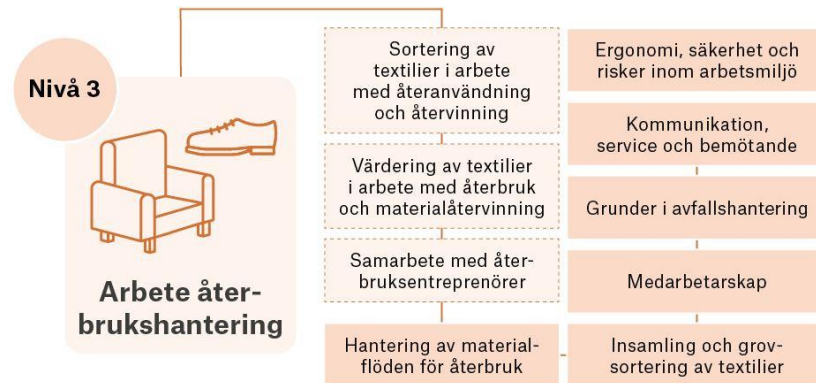 Nivå 3
Arbete åter-
brukshantering
Sortering av
textilier i arbete
med återanvändning
och återvinning
Värdering av textilier
i arbete med återbruk
och materialåtervinning
Samarbete med åter-
bruksentreprenörer
Hantering av material-
flöden för återbruk
Ergonomi, säkerhet och
risker inom arbetsmiljö
Kommunikation,
service och bemötande
Grunder i avfallshantering
Medarbetarskap
Insamling och grov-
sortering av textilier